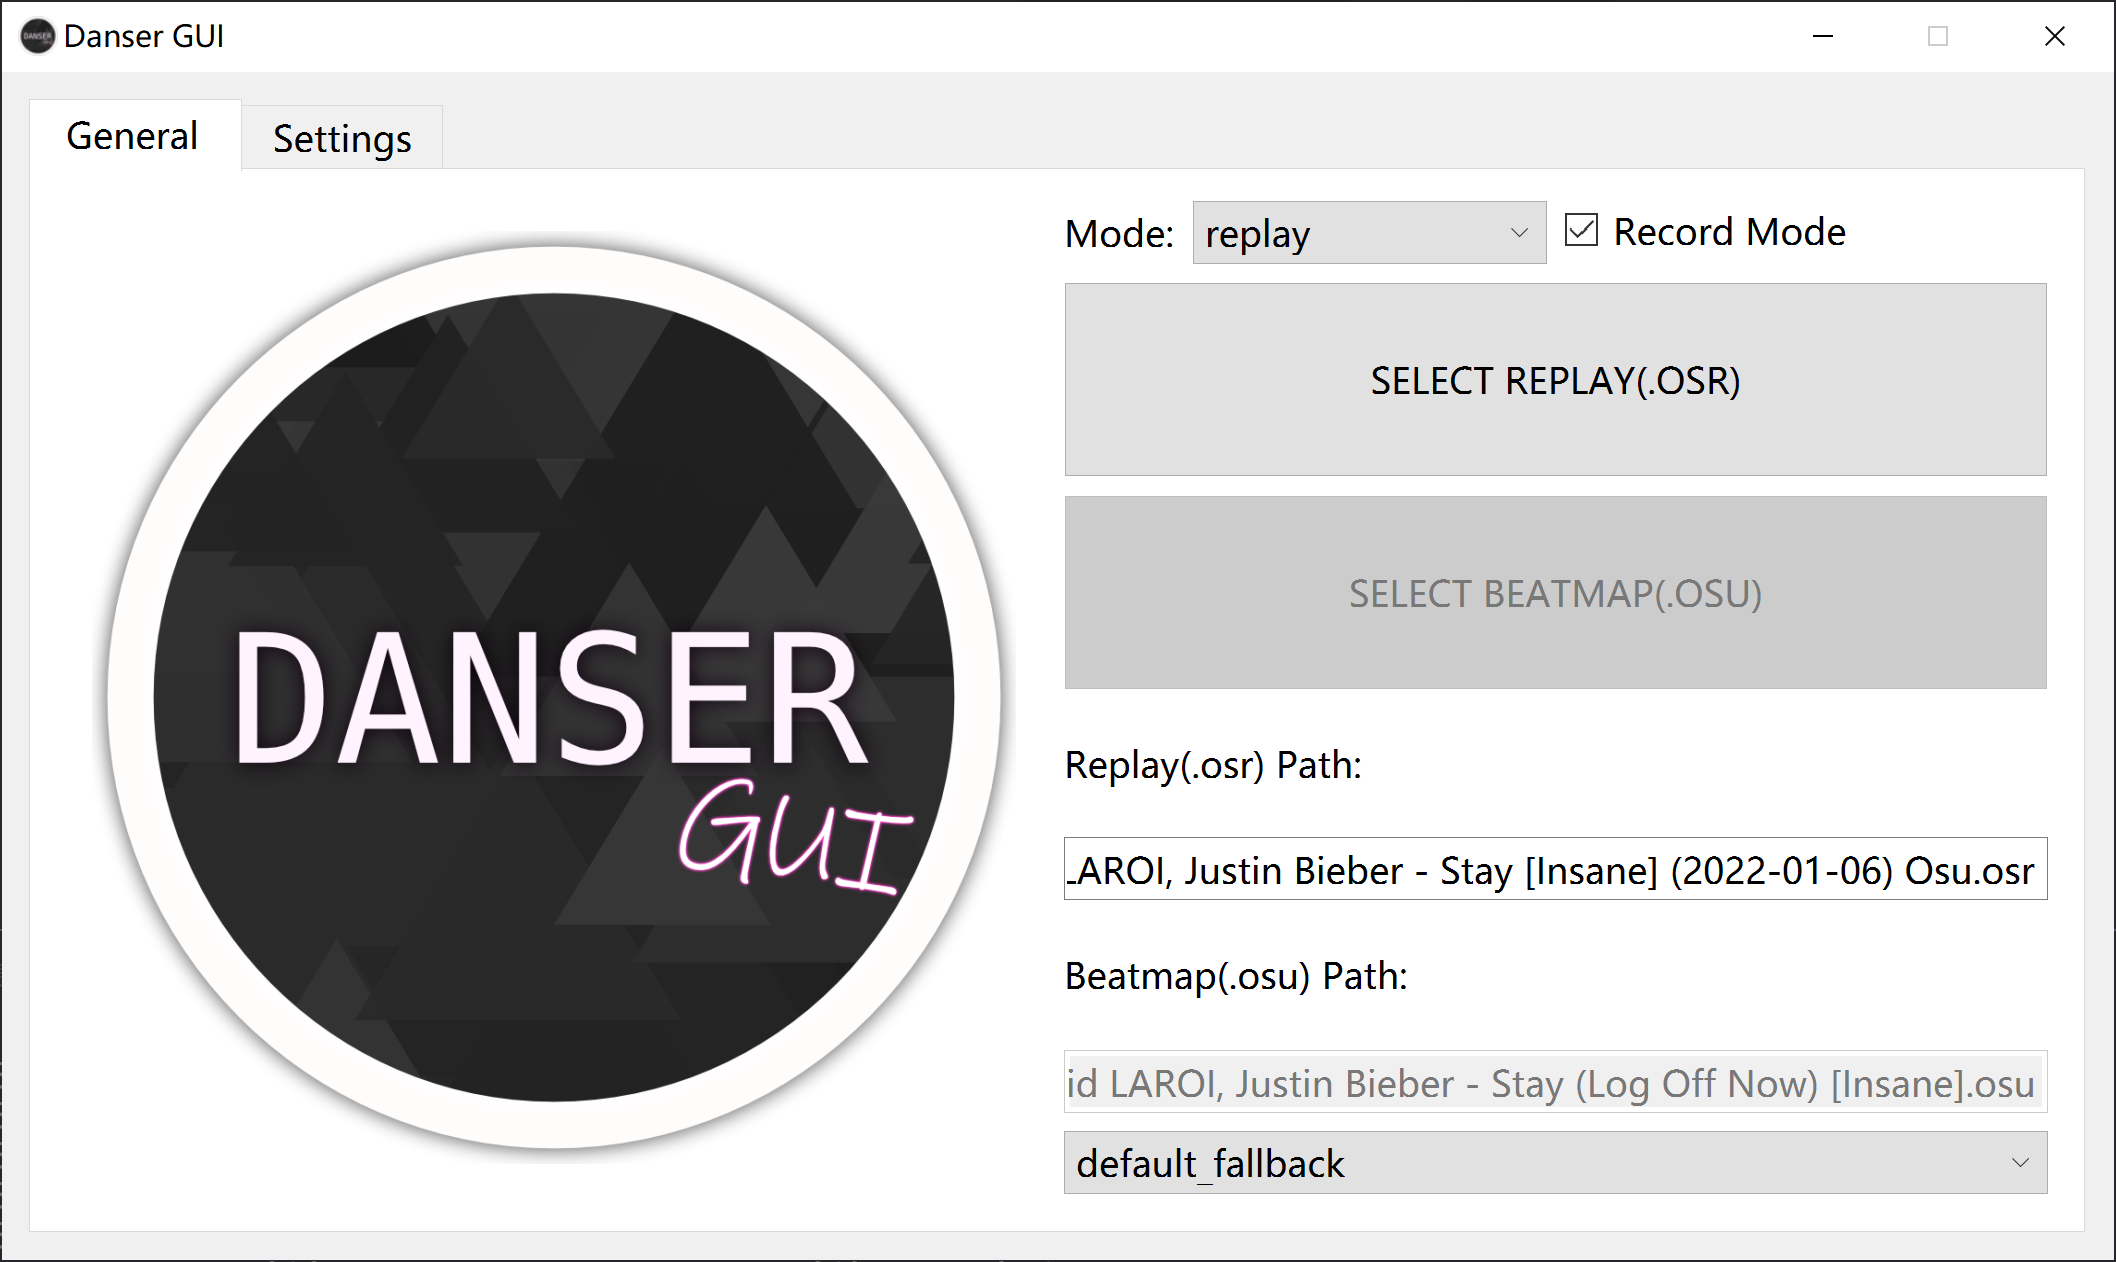 Danser GUI
General
Settings
Mode:
replay
Record Mode
SELECT REPLAY(.OSR)
SELECT BEATMAP(.OSU)
DANSER
GUI
Replay(.osr) Path:
LAROI, Justin Bieber - Stay [Insane] (2022-01-06) Osu.osr
Beatmap(.osu) Path:
id LAROI, Justin Bieber - Stay (Log Off Now) [Insane].osu
default_fallback